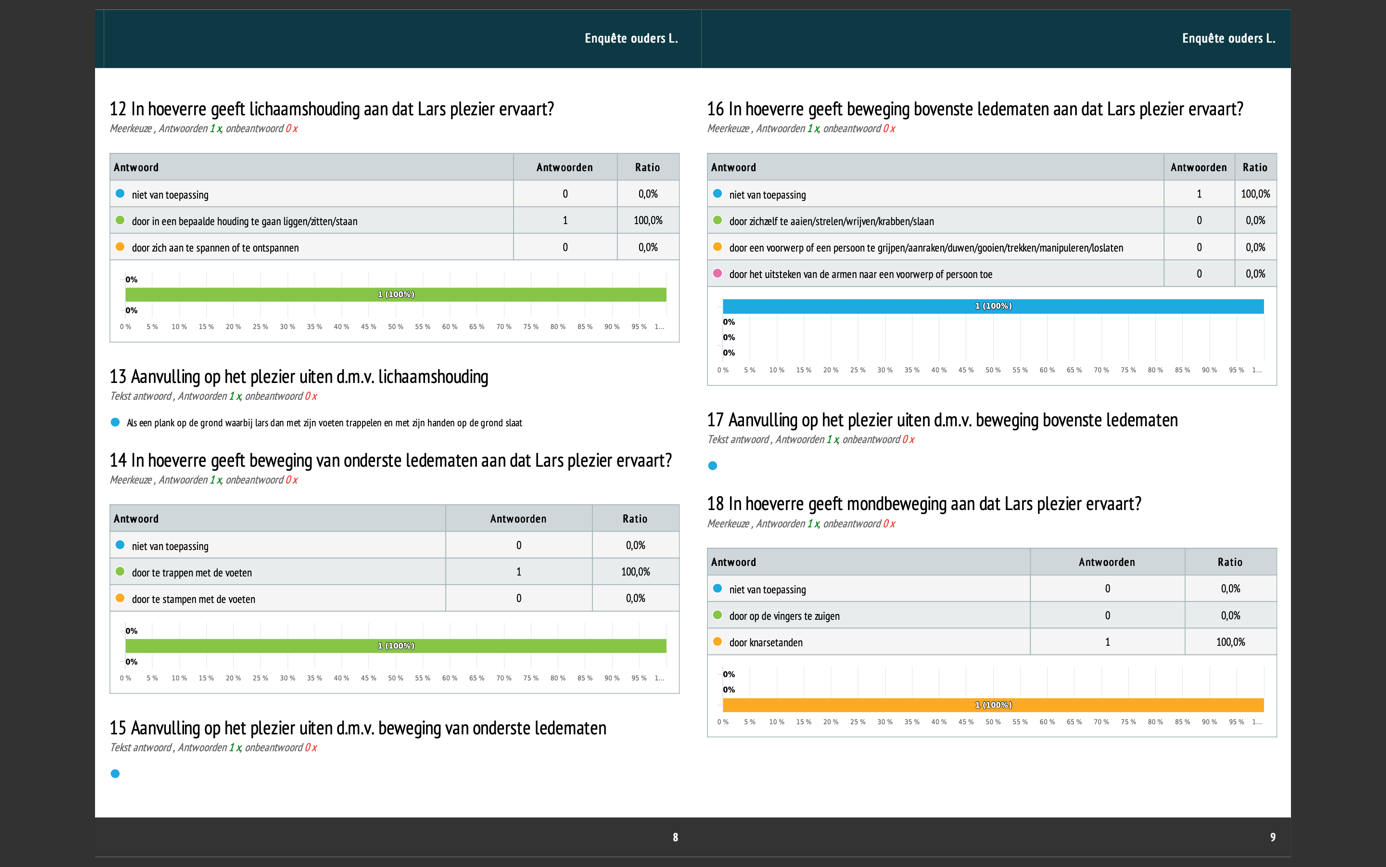 Enquête ouders L.
12 In hoeverre geeft lichaamshouding aan dat Lars plezier ervaart?
Meerkeuze , Antwoorden 1 x, onbeantwoord 0 x
Antwoord Antwoorden Ratio
niet van toepassing 0 0,0%
door in een bepaalde houding te gaan liggen/zitten/staan 1 100,0%
door zich aan te spannen of te ontspannen 0 0,0%
0%
1 (100%)
0%
0 % 5 % 10 % 15 % 20 % 25 % 30 % 35 % 40 % 45 % 50 % 55 % 60 % 65 % 70 % 75 % 80 % 85 % 90 % 95 % 1...
13 Aanvulling op het plezier uiten d.m.v. lichaamshouding
Tekst antwoord , Antwoorden 1 x, onbeantwoord 0 x
Als een plank op de grond waarbij lars dan met zijn voeten trappelen en met zijn handen op de grond slaat
14 In hoeverre geeft beweging van onderste ledematen aan dat Lars plezier ervaart?
Meerkeuze , Antwoorden 1 x, onbeantwoord 0 x
Antwoord Antwoorden Ratio
niet van toepassing 0 0,0%
door te trappen met de voeten 1 100,0%
door te stampen met de voeten 0 0,0%
0%
1 (100%)
0%
0 % 5 % 10 % 15 % 20 % 25 % 30 % 35 % 40 % 45 % 50 % 55 % 60 % 65 % 70 % 75 % 80 % 85 % 90 % 95 % 1...
15 Aanvulling op het plezier uiten d.m.v. beweging van onderste ledematen
Tekst antwoord , Antwoorden 1 x, onbeantwoord 0 x
8
Enquête ouders L.
16 In hoeverre geeft beweging bovenste ledematen aan dat Lars plezier ervaart?
Meerkeuze , Antwoorden 1 x, onbeantwoord 0 x
Antwoord Antwoorden Ratio
niet van toepassing 1 100,0%
door zichzelf te aaien/strelen/wrijven/krabben/slaan 0 0,0%
door een voorwerp of een persoon te grijpen/aanraken/duwen/gooien/trekken/manipuleren/loslaten 0 0,0%
door het uitsteken van de armen naar een voorwerp of persoon toe 0 0,0%
1 (100%)
0%
0%
0%
0 % 5 % 10 % 15 % 20 % 25 % 30 % 35 % 40 % 45 % 50 % 55 % 60 % 65 % 70 % 75 % 80 % 85 % 90 % 95 % 1...
17 Aanvulling op het plezier uiten d.m.v. beweging bovenste ledematen
Tekst antwoord , Antwoorden 1 x, onbeantwoord 0 x
18 In hoeverre geeft mondbeweging aan dat Lars plezier ervaart?
Meerkeuze , Antwoorden 1 x, onbeantwoord 0 x
Antwoord Antwoorden Ratio
niet van toepassing 0 0,0%
door op de vingers te zuigen 0 0,0%
door knarsetanden 1 100,0%
0%
0%
1 (100%)
0 % 5 % 10 % 15 % 20 % 25 % 30 % 35 % 40 % 45 % 50 % 55 % 60 % 65 % 70 % 75 % 80 % 85 % 90 % 95 % 1...
9